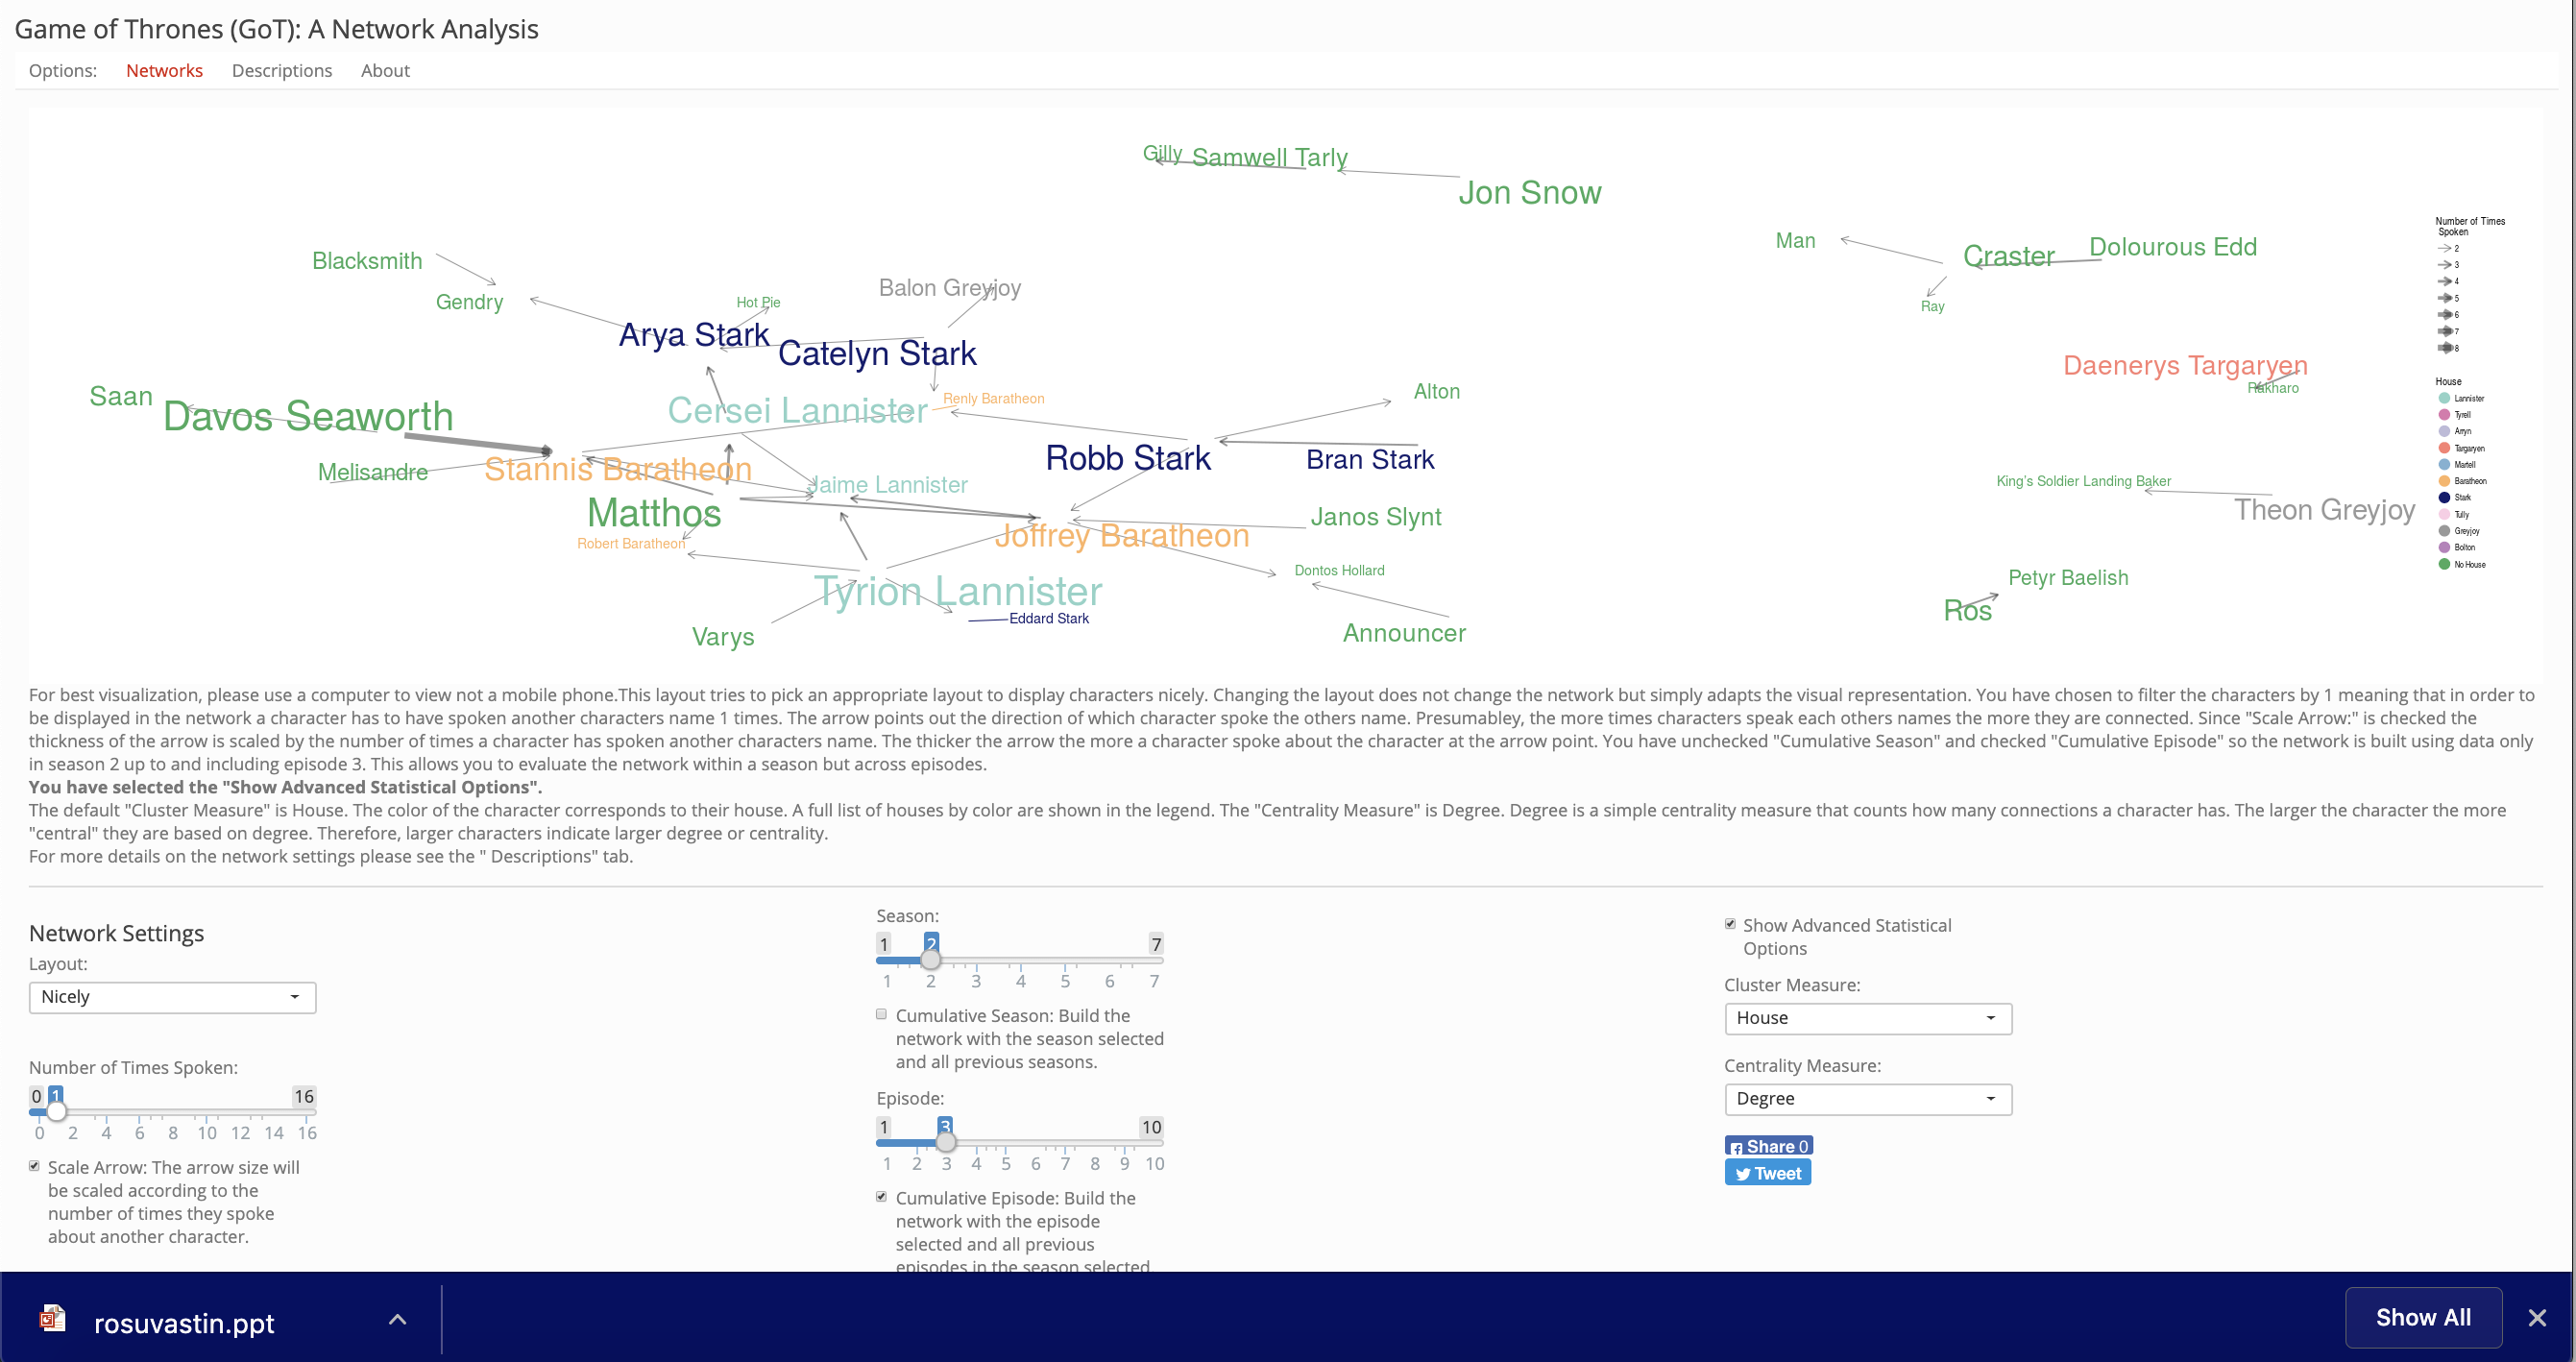 Game of Thrones (GoT): A Network Analysis
Options: Networks Descriptions About
Gilly Samwell Tarly
Jon Snow
Man
Craster
Dolourous Edd
Ray
Blacksmith
Gendry
Hot Pie
Balon Greyjoy
Arya Stark
Catelyn Stark
Saan
Davos Seaworth
Cersei Lannister
Renly Baratheon
Alton
Daenerys Targaryen
Rakharo
Melisandre
Stannis Baratheon
Robb Stark
Bran Stark
Jaime Lannister
Matthos
Robert Baratheon
Joffrey Baratheon
Janos Slynt
King's Soldier Landing Baker
Theon Greyjoy
Dontos Hollard
Tyrion Lannister
Eddard Stark
Varys
Announcer
Petyr Baelish
Ros
Number of Times
Spoken
2
3
4
5
6
7
8
House
Lannister
Tyrell
Arryn
Targaryen
Martell
Baratheon
Stark
Tully
Greyjoy
Bolton
No House
For best visualization, please use a computer to view not a mobile phone.This layout tries to pick an appropriate layout to display characters nicely. Changing the layout does not change the network but simply adapts the visual representation. You have chosen to filter the characters by 1 meaning that in order to
be displayed in the network a character has to have spoken another characters name 1 times. The arrow points out the direction of which character spoke the others name. Presumabley, the more times characters speak each others names the more they are connected. Since "Scale Arrow:" is checked the
thickness of the arrow is scaled by the number of times a character has spoken another characters name. The thicker the arrow the more a character spoke about the character at the arrow point. You have unchecked "Cumulative Season" and checked "Cumulative Episode" so the network is built using data only
in season 2 up to and including episode 3. This allows you to evaluate the network within a season but across episodes.
You have selected the "Show Advanced Statistical Options".
The default "Cluster Measure" is House. The color of the character corresponds to their house. A full list of houses by color are shown in the legend. The "Centrality Measure" is Degree. Degree is a simple centrality measure that counts how many connections a character has. The larger the character the more
"central" they are based on degree. Therefore, larger characters indicate larger degree or centrality.
For more details on the network settings please see the " Descriptions" tab.
Network Settings
Layout:
Nicely
Number of Times Spoken:
0 1 16
0 2 4 6 8 10 12 14 16
Scale Arrow: The arrow size will
be scaled according to the
number of times they spoke
about another character.
Season:
1 2 7
1 2 3 4 5 6 7
Cumulative Season: Build the
network with the season selected
and all previous seasons.
Episode:
1 3 10
1 2 3 4 5 6 7 8 9 10
Cumulative Episode: Build the
network with the episode
selected and all previous
episodes in the season selected.
Show Advanced Statistical
Options
Cluster Measure:
House
Centrality Measure:
Degree
Share 0
Tweet
rosuvastin.ppt
Show All